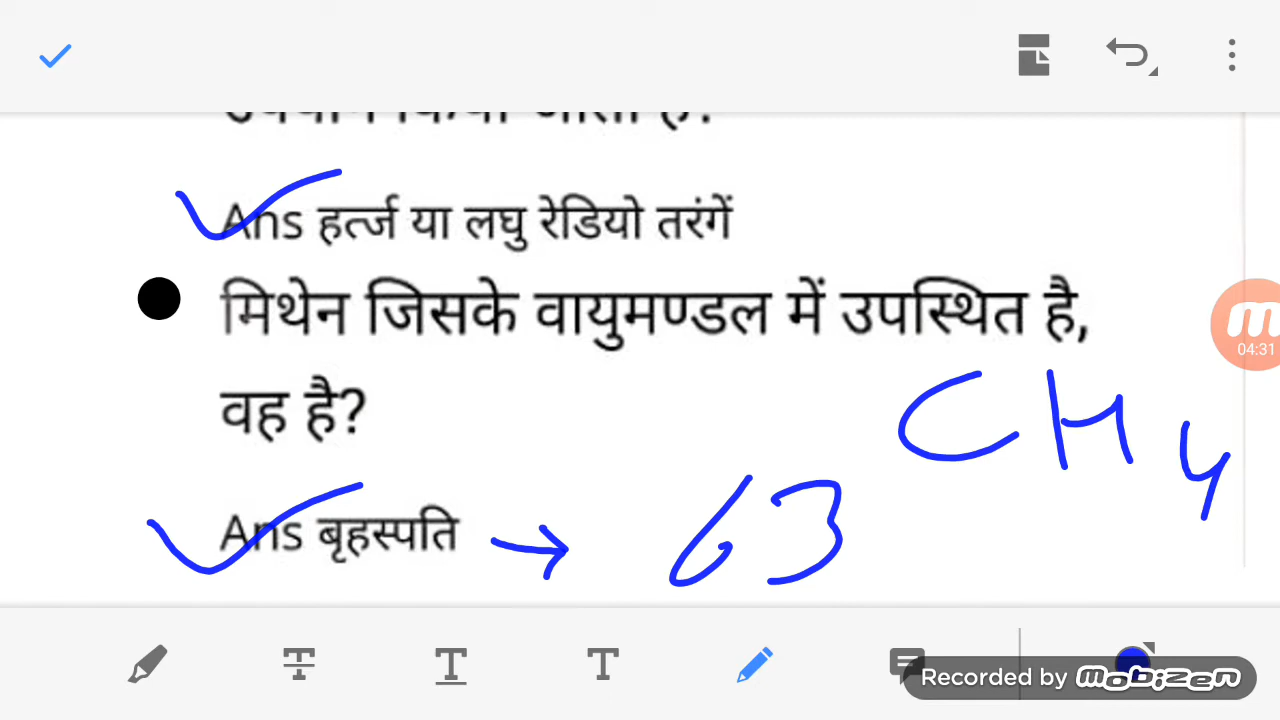 Ans हर्त्ज या लघु रेडियो तरंगें
मिथेन जिसके वायुमण्डल में उपस्थित है,
04:31
वह है?
CH4
Ans बृहस्पति → 63
Recorded by mobizen